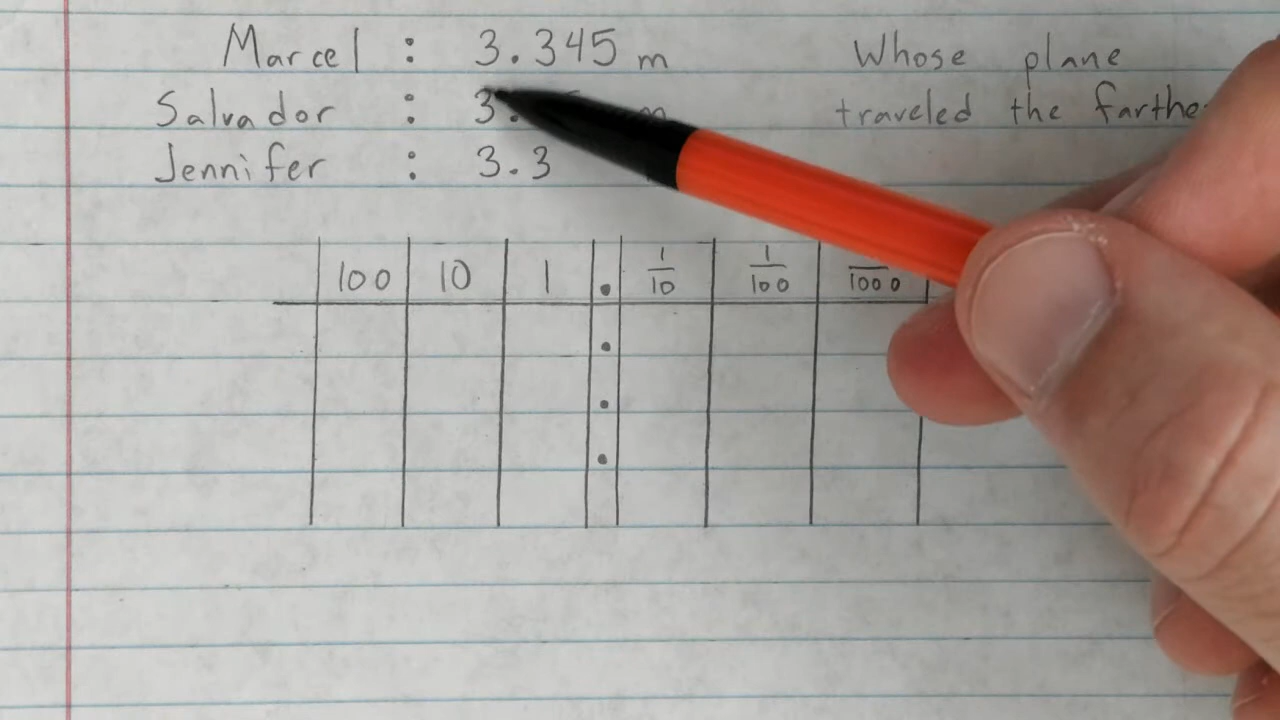 Marcel : 3.345 m Whose plane
Salvador : 3. m traveled the
Jennifer : 3.3
100 10 1 . 1/10 1/100 1000
.
.
.